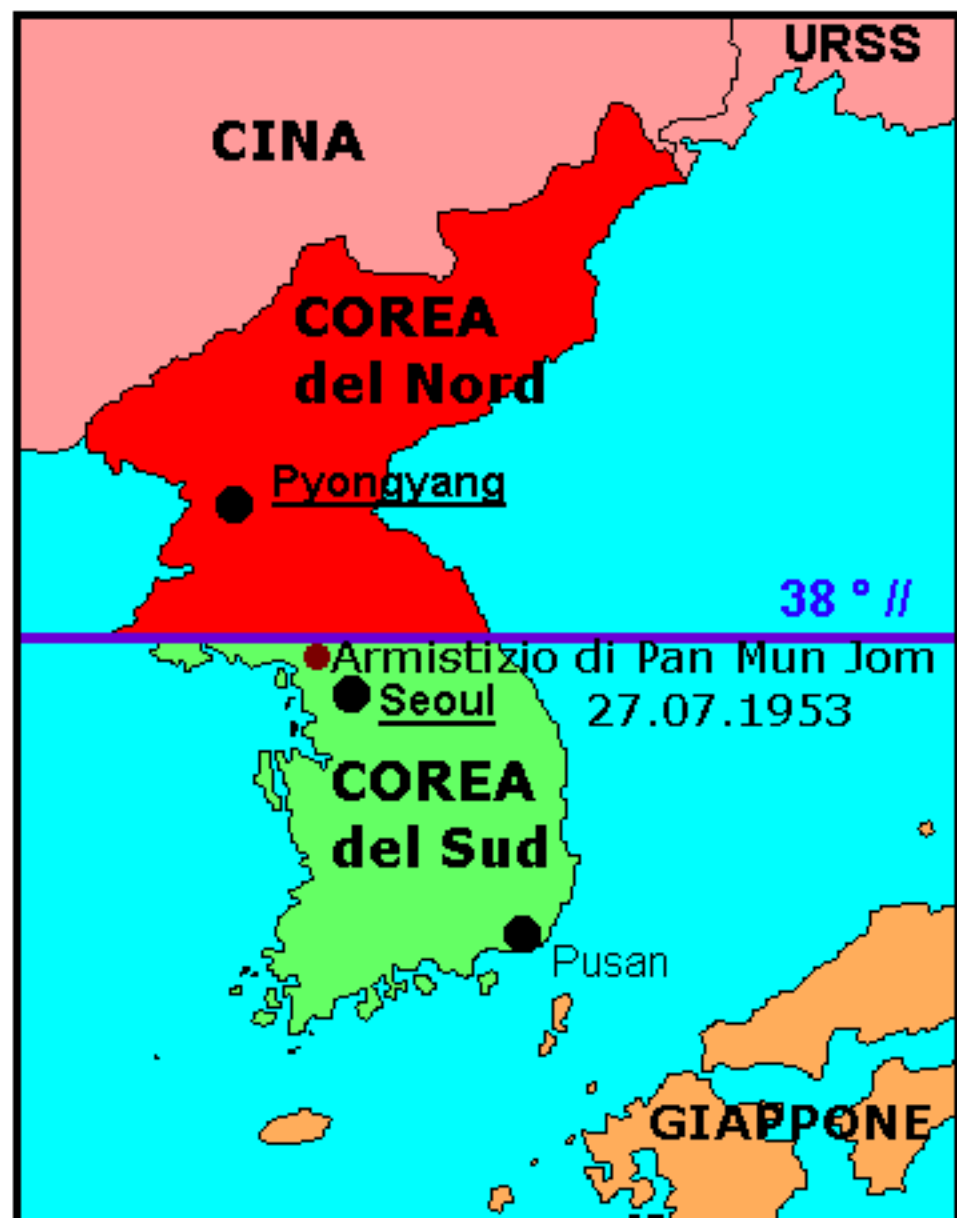 URSS
CINA
COREA
del Nord
Pyongyang
38 ° //
Armistizio di Pan Mun Jom
27.07.1953
Seoul
COREA
del Sud
Pusan
GIAPPONE